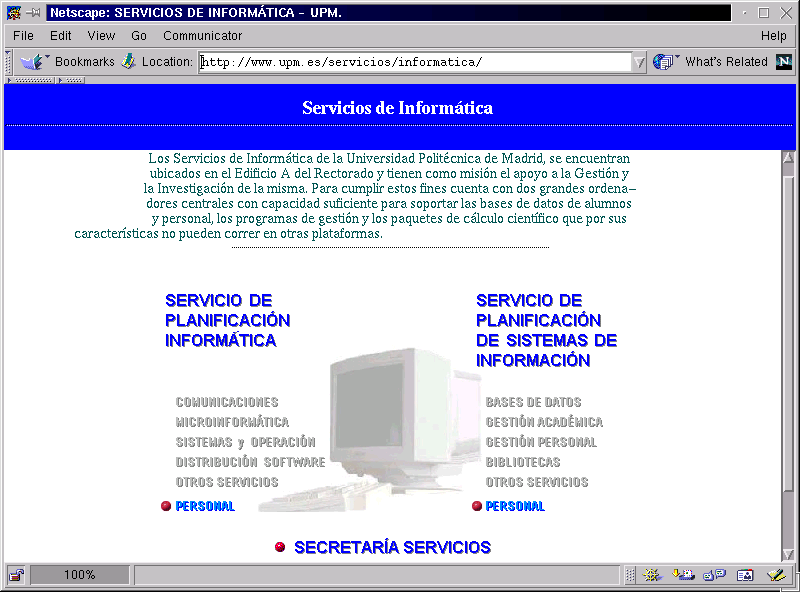 Netscape: SERVICIOS DE INFORMÁTICA - UPM.
File Edit View Go Communicator Help
Bookmarks Location: http://www.upm.es/servicios/informatica/ What's Related N
Servicios de Informática
Los Servicios de Informática de la Universidad Politécnica de Madrid, se encuentran
ubicados en el Edificio A del Rectorado y tienen como misión el apoyo a la Gestión y
la Investigación de la misma. Para cumplir estos fines cuenta con dos grandes ordena-
dores centrales con capacidad suficiente para soportar las bases de datos de alumnos
y personal, los programas de gestión y los paquetes de cálculo científico que por sus
características no pueden correr en otras plataformas.
SERVICIO DE
PLANIFICACIÓN
INFORMÁTICA
COMUNICACIONES
MICROINFORMÁTICA
SISTEMAS y OPERACIÓN
DISTRIBUCIÓN SOFTWARE
OTROS SERVICIOS
PERSONAL
SERVICIO DE
PLANIFICACIÓN
DE SISTEMAS DE
INFORMACIÓN
BASES DE DATOS
GESTIÓN ACADÉMICA
GESTIÓN PERSONAL
BIBLIOTECAS
OTROS SERVICIOS
PERSONAL
SECRETARÍA SERVICIOS
100%